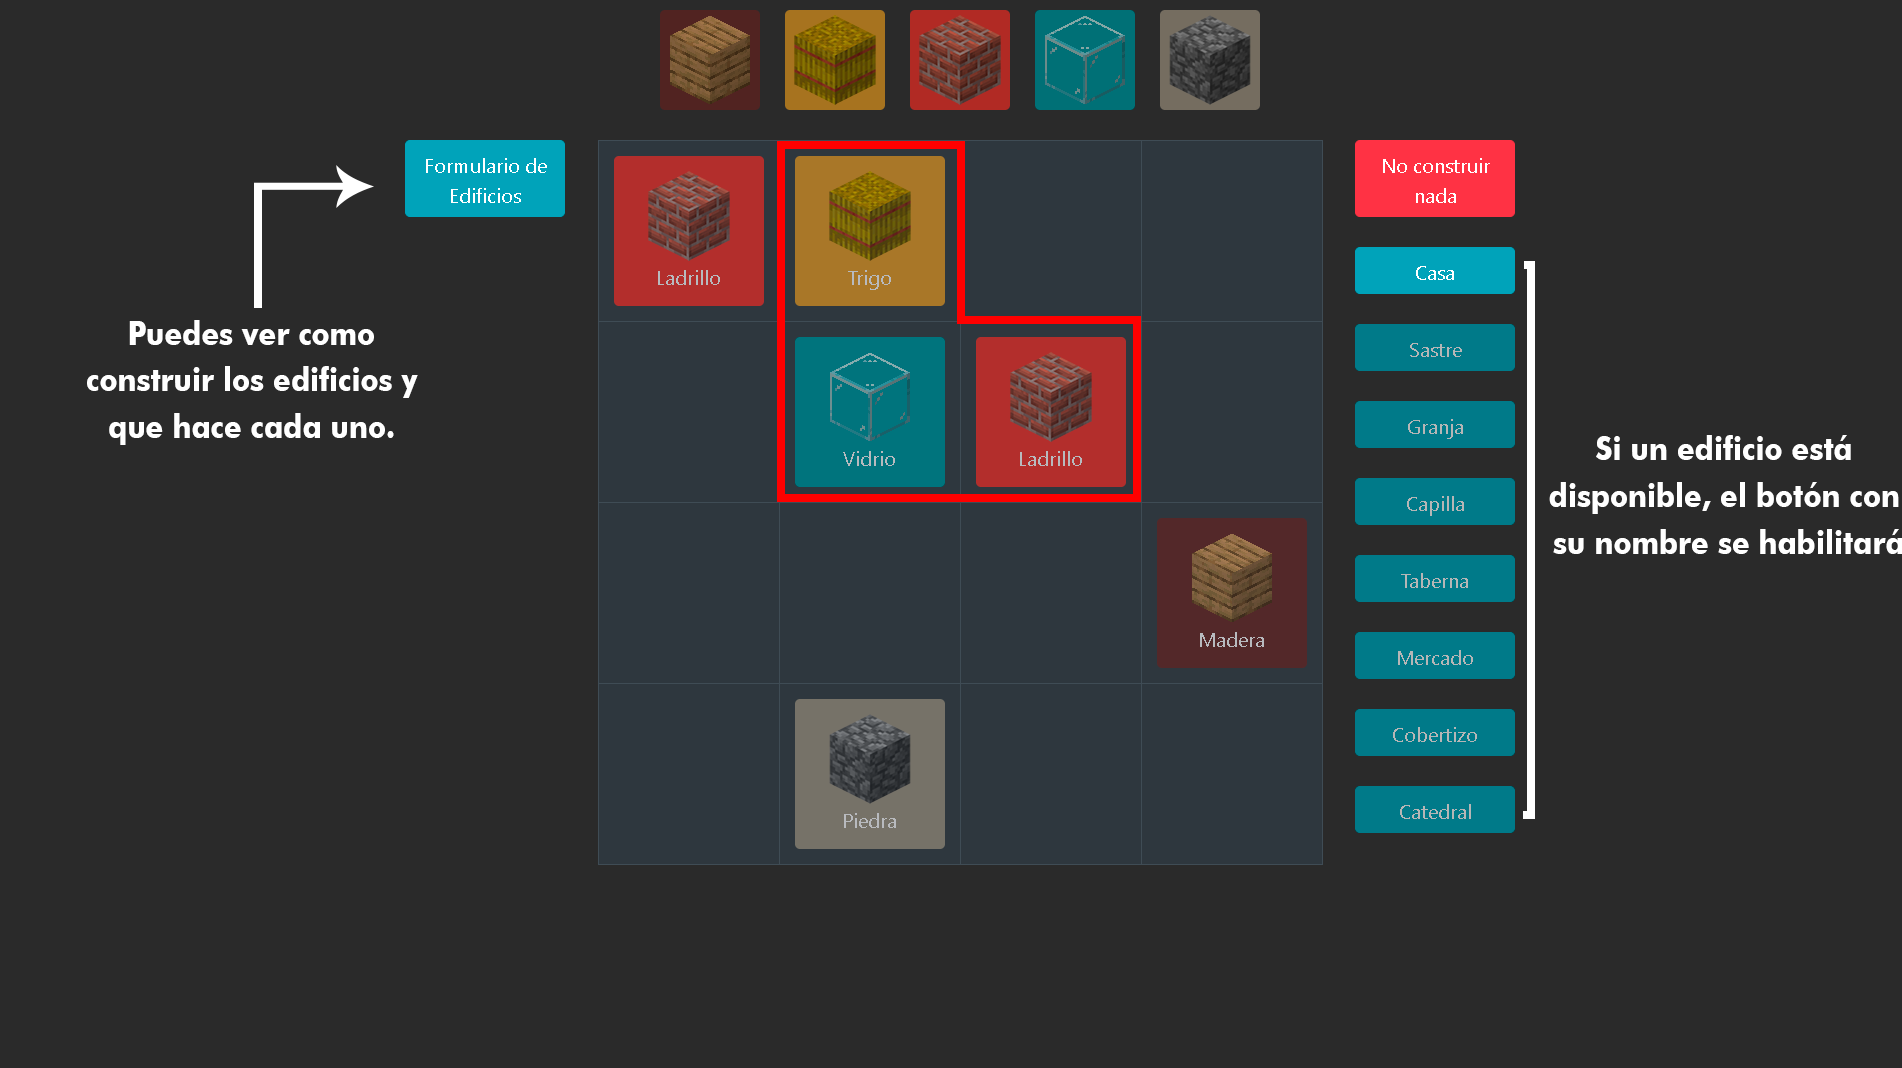 Formulario de
Edificios
Puedes ver como
construir los edificios y
que hace cada uno.
Ladrillo
Trigo
Vidrio
Ladrillo
Madera
Piedra
No construir
nada
Casa
Sastre
Granja
Capilla
Taberna
Mercado
Cobertizo
Catedral
Si un edificio está
disponible, el botón con
su nombre se habilitará